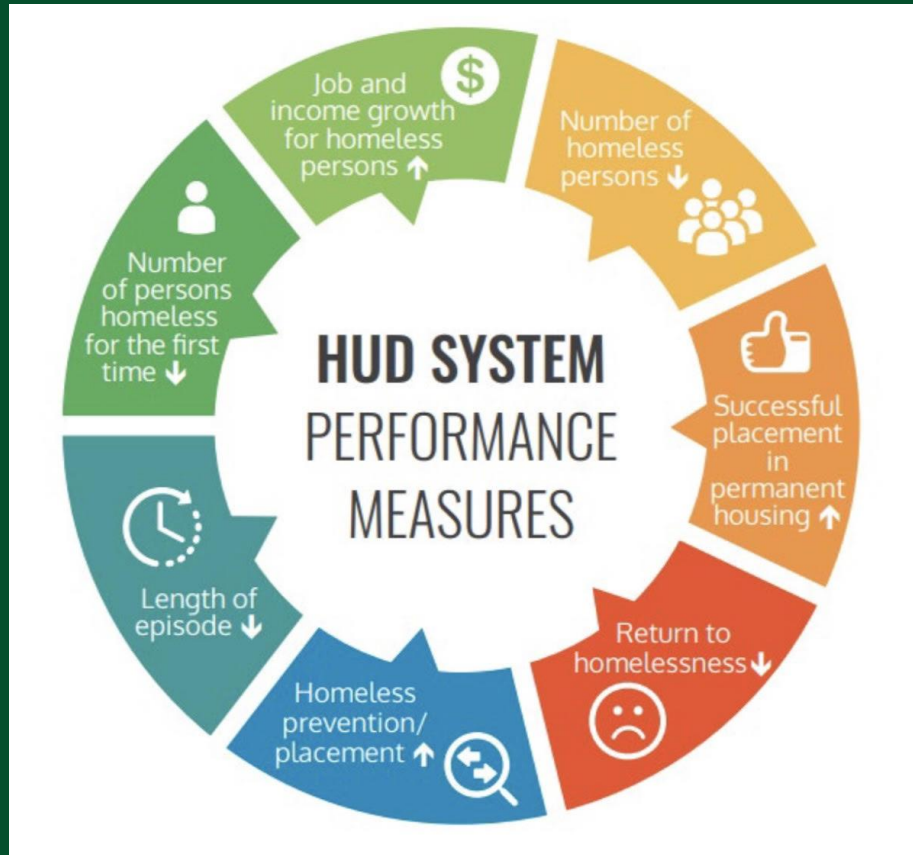 HUD SYSTEM
PERFORMANCE
MEASURES
Job and
income growth
for homeless
persons ↑
$
Number of
homeless
persons ↓
Successful
placement
in
permanent
housing ↑
Return to
homelessness ↓
Homeless
prevention/
placement ↑
Length of
episode ↓
Number
of persons
homeless
for the first
time ↓